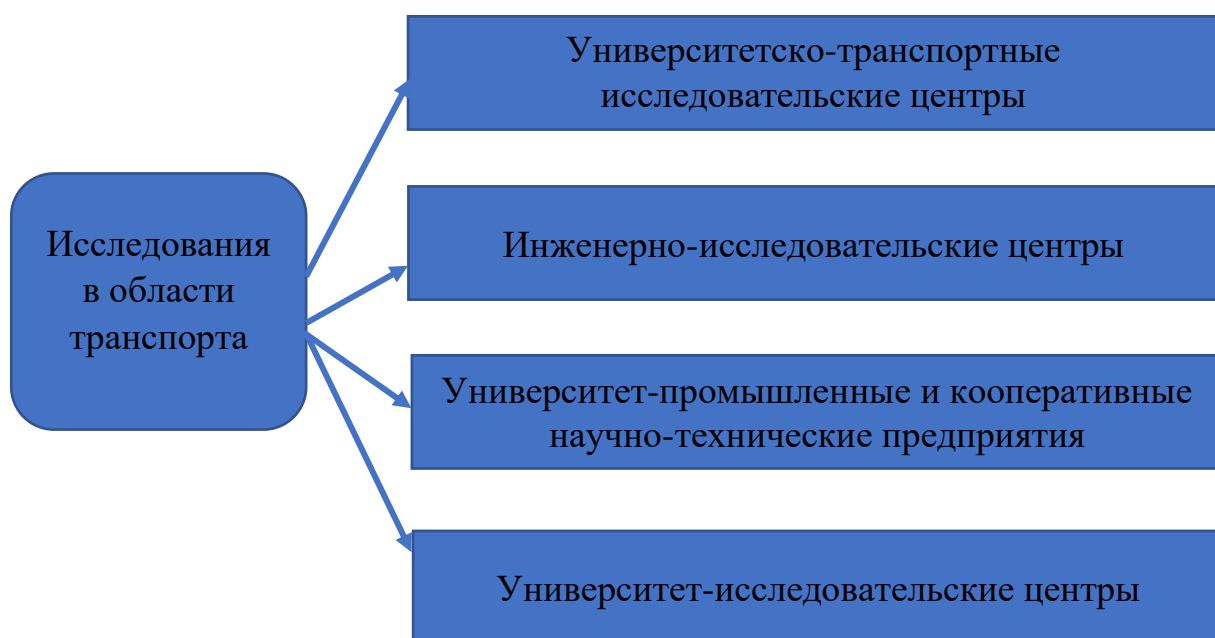 Университетско-транспортные
исследовательские центры
Исследования
в области
транспорта
Инженерно-исследовательские центры
Университет-промышленные и кооперативные
научно-технические предприятия
Университет-исследовательские центры